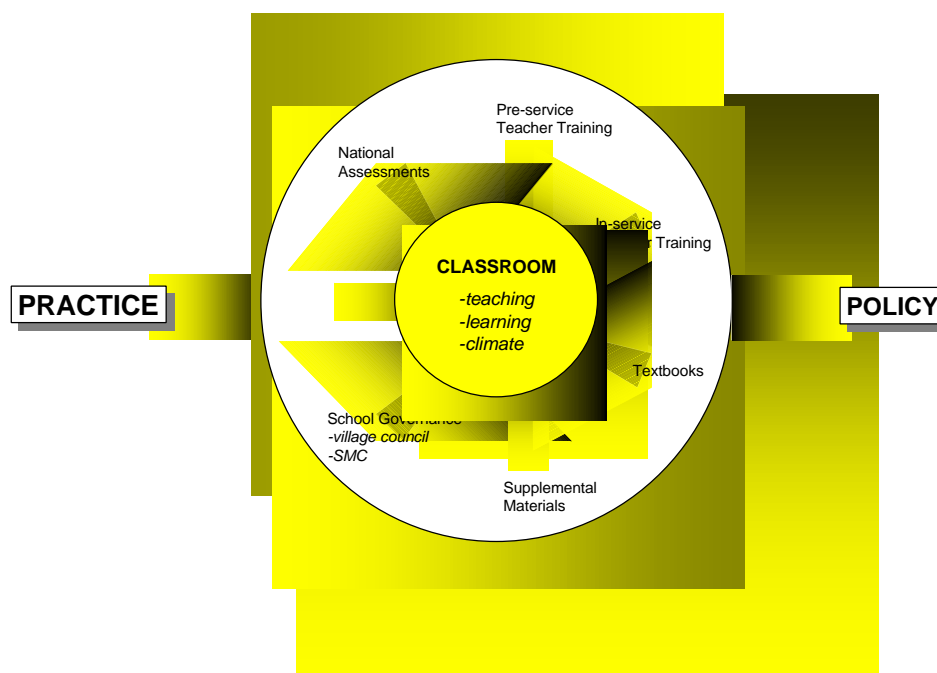 Pre-service
Teacher Training
National
Assessments
In-service
Training
CLASSROOM
-teaching
-learning
-climate
PRACTICE
POLICY
Textbooks
School Governance
-village council
-SMC
Supplemental
Materials